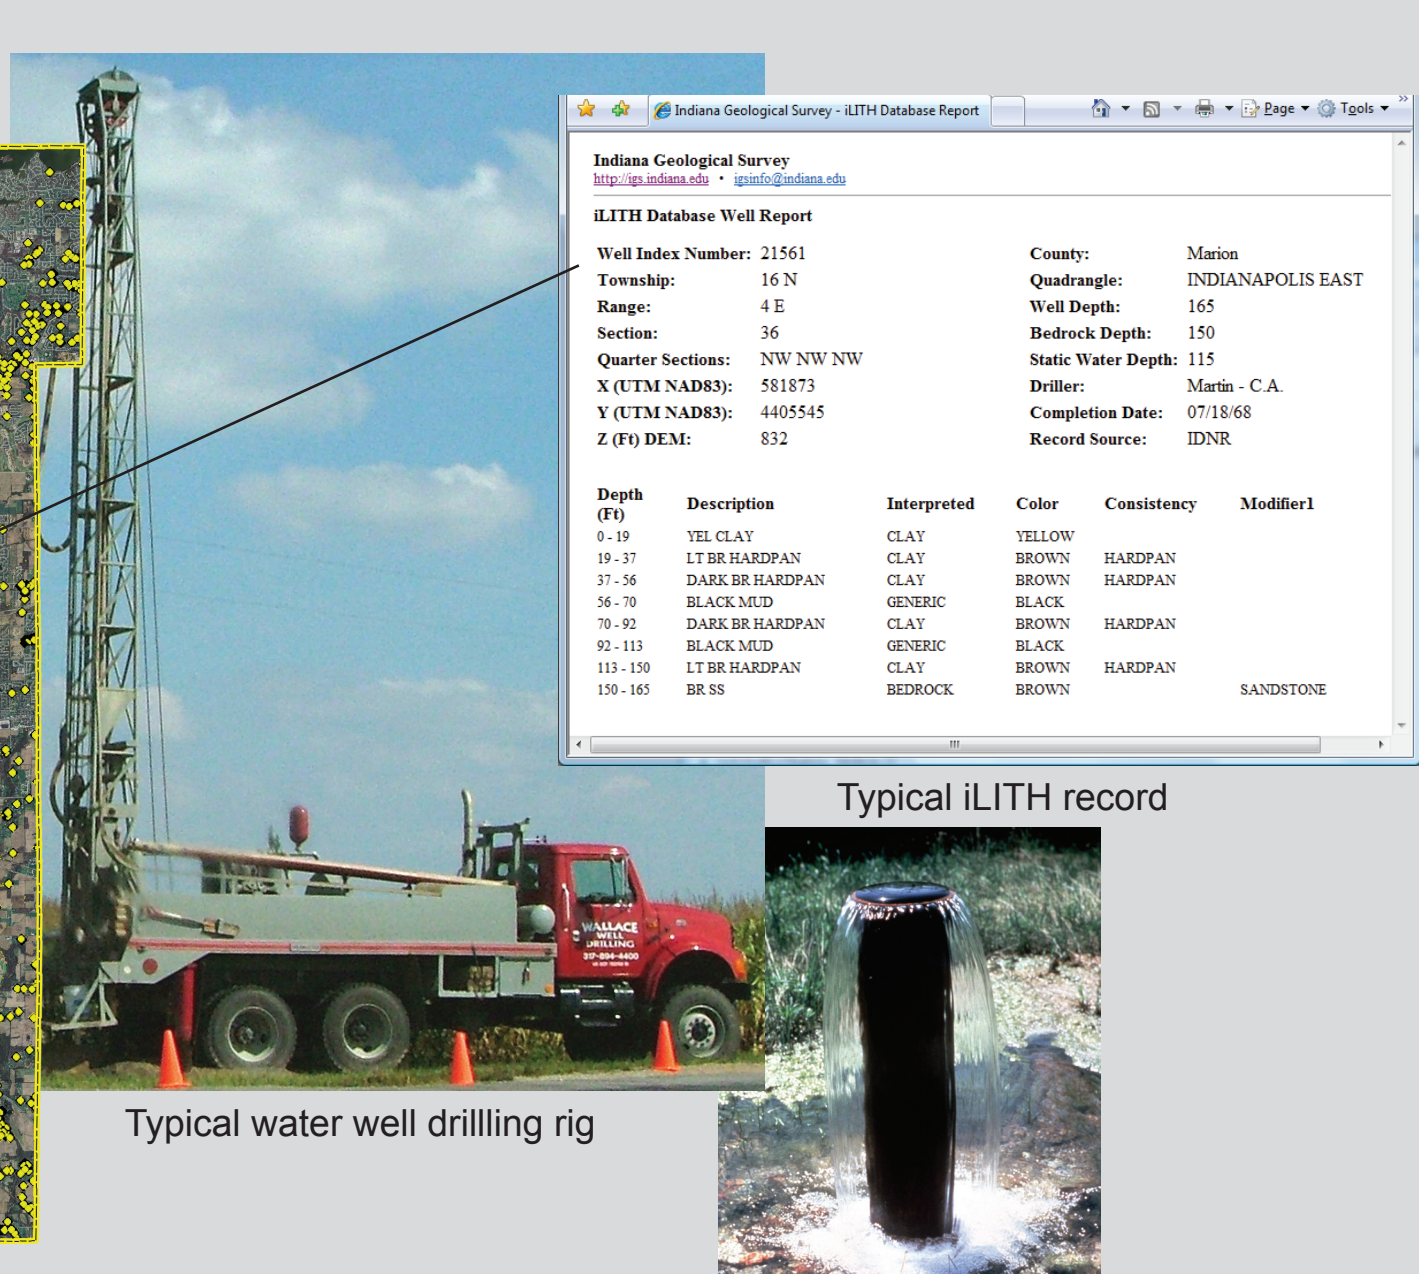 Indiana Geological Survey - iLITH Database Report
Page
Tools
Indiana Geological Survey
http://igs.indiana.edu • igsinfo@indiana.edu
iLITH Database Well Report
Well Index Number: 21561 County: Marion
Township: 16 N Quadrangle: INDIANAPOLIS EAST
Range: 4 E Well Depth: 165
Section: 36 Bedrock Depth: 150
Quarter Sections: NW NW NW Static Water Depth: 115
X (UTM NAD83): 581873 Driller: Martin - C.A.
Y (UTM NAD83): 4405545 Completion Date: 07/18/68
Z (Ft) DEM: 832 Record Source: IDNR
Depth (Ft) Description Interpreted Color Consistency Modifier1
0 - 19 YEL CLAY CLAY YELLOW
19 - 37 LT BR HARDPAN CLAY BROWN HARDPAN
37 - 56 DARK BR HARDPAN CLAY BROWN HARDPAN
56 - 70 BLACK MUD GENERIC BLACK
70 - 92 DARK BR HARDPAN CLAY BROWN HARDPAN
92 - 113 BLACK MUD GENERIC BLACK
113 - 150 LT BR HARDPAN CLAY BROWN HARDPAN
150 - 165 BR SS BEDROCK BROWN SANDSTONE
Typical iLITH record
WALLACE
WELL
DRILLING
317-894-4400
Typical water well drillling rig